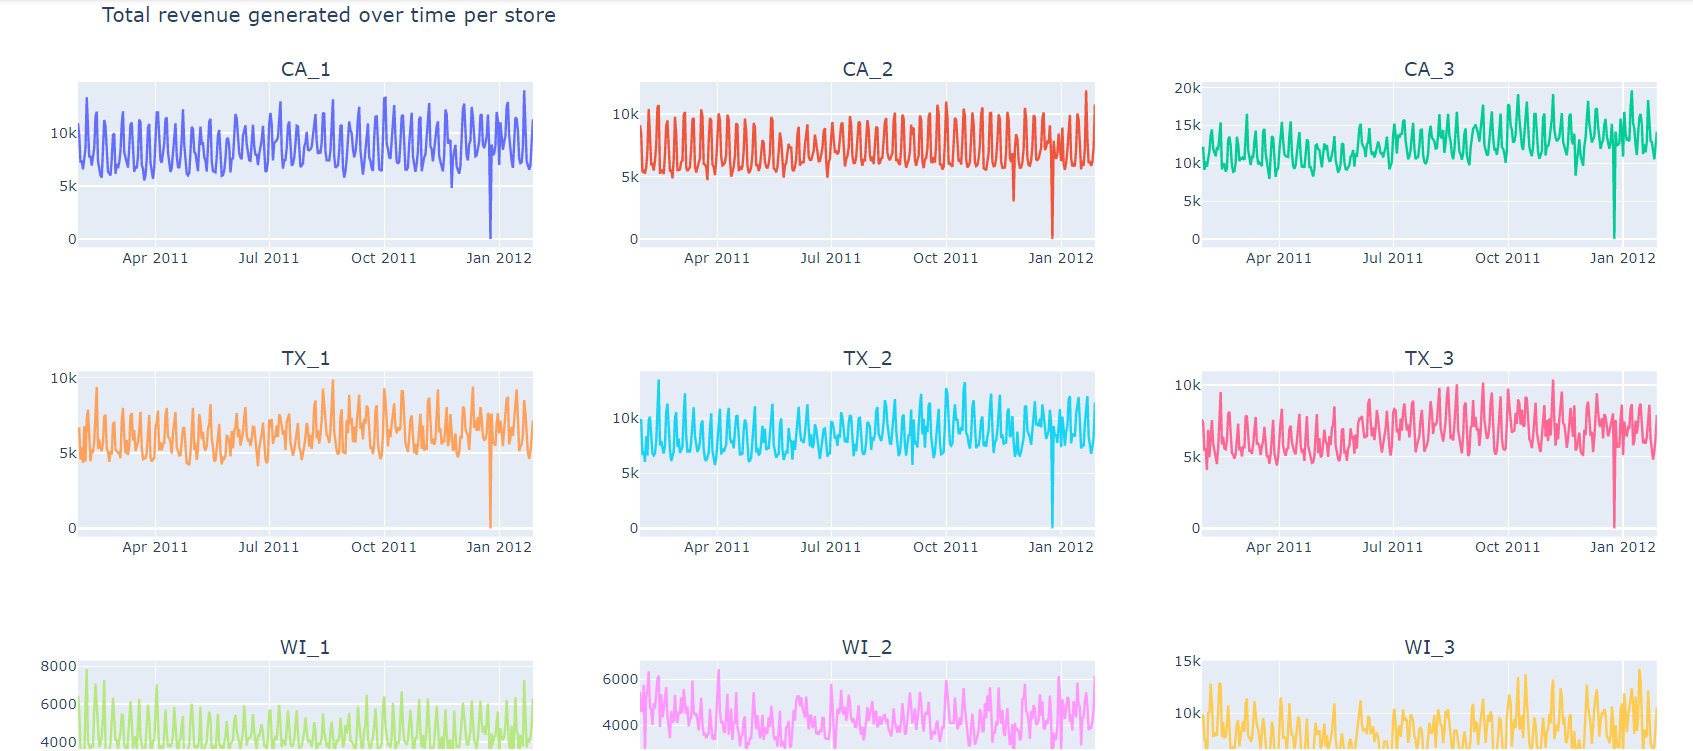 Total revenue generated over time per store
CA_1
CA_2
CA_3
10k
5k
0
Apr 2011 Jul 2011 Oct 2011 Jan 2012
10k
5k
0
Apr 2011 Jul 2011 Oct 2011 Jan 2012
20k
15k
10k
5k
0
Apr 2011 Jul 2011 Oct 2011 Jan 2012
TX_1
TX_2
TX_3
10k
5k
0
Apr 2011 Jul 2011 Oct 2011 Jan 2012
10k
5k
0
Apr 2011 Jul 2011 Oct 2011 Jan 2012
10k
5k
0
Apr 2011 Jul 2011 Oct 2011 Jan 2012
WI_1
WI_2
WI_3
8000
6000
4000
6000
4000
15k
10k